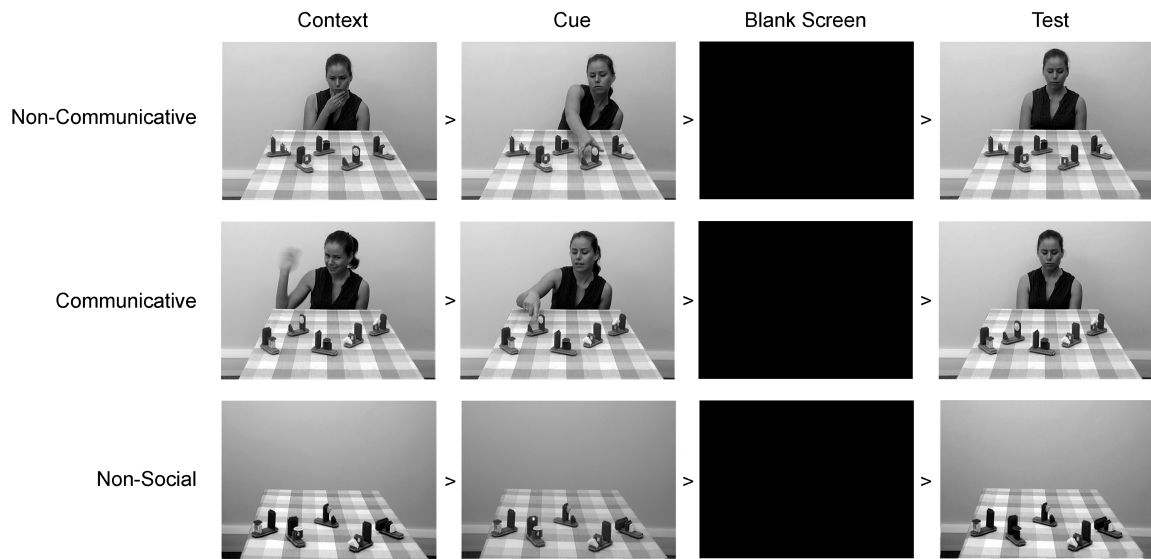 Context Cue Blank Screen Test
Non-Communicative > > >
Communicative > > >
Non-Social > > >